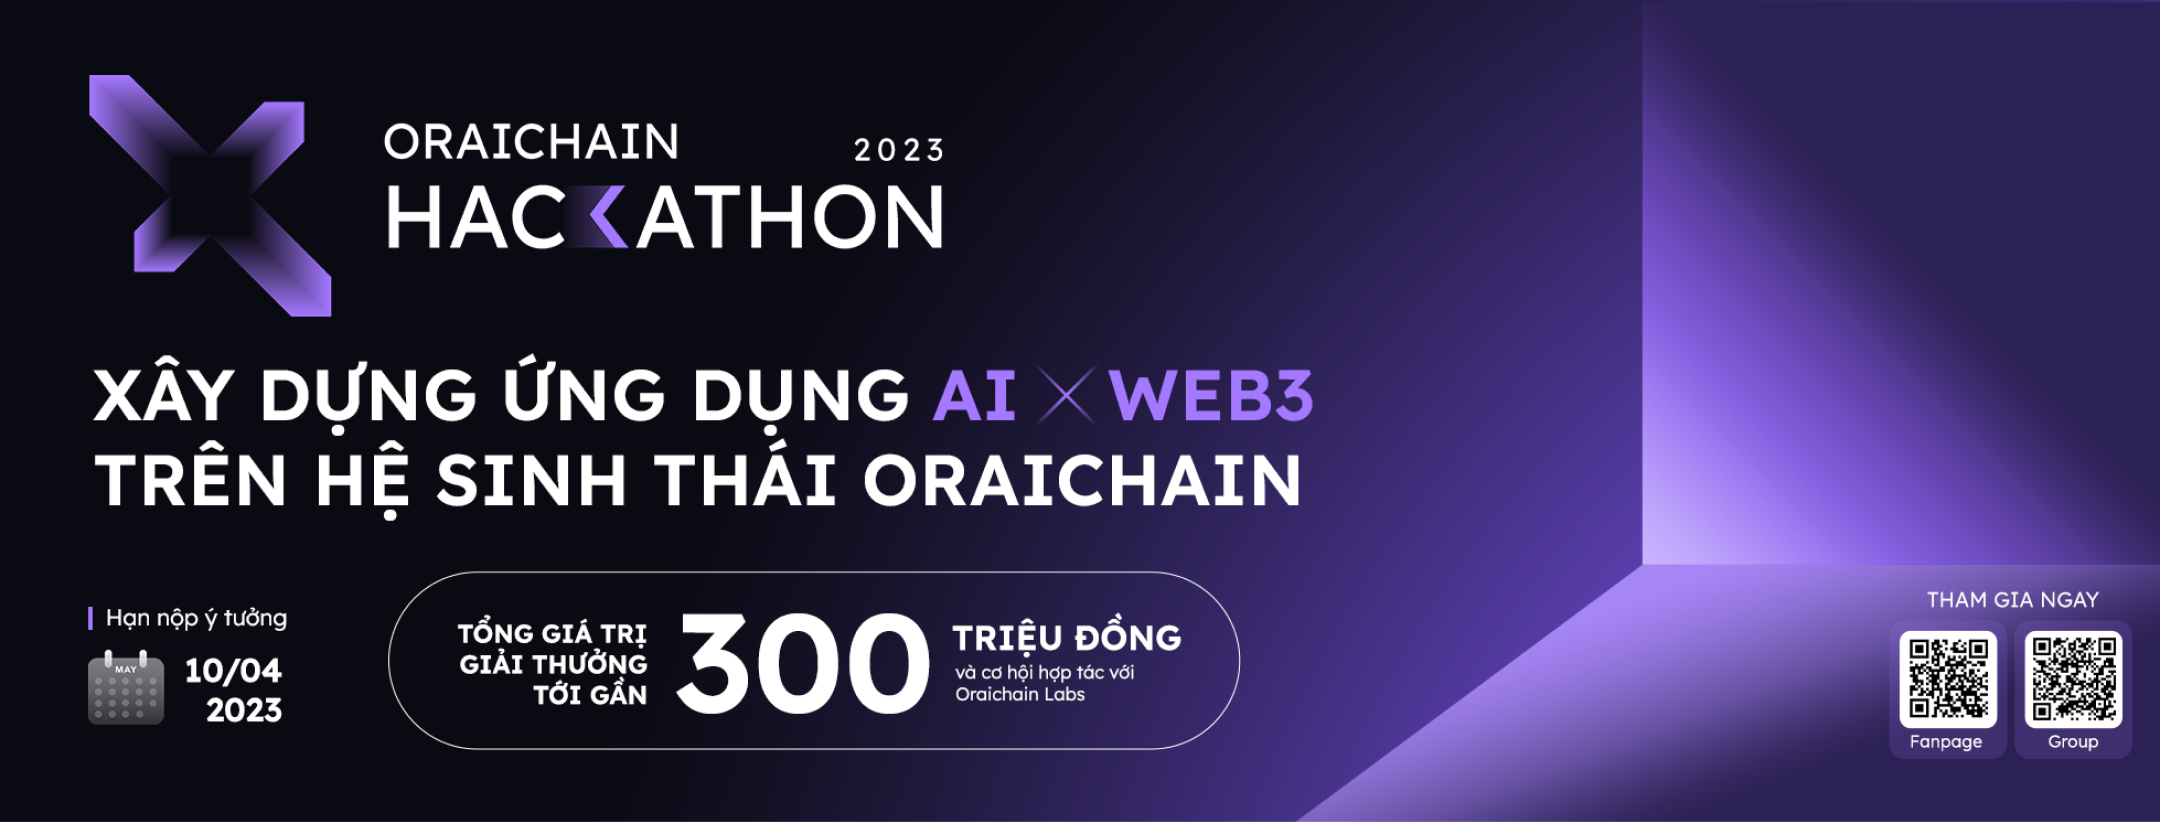 ORAICHAIN
2023
HACKATHON
XÂY DỰNG ỨNG DỤNG AI X WEB3
TRÊN HỆ SINH THÁI ORAICHAIN
Hạn nộp ý tưởng
MAY
10/04
2023
TỔNG GIÁ TRỊ
GIẢI THƯỞNG
TỚI GẦN
300
TRIỆU ĐỒNG
và cơ hội hợp tác với
Oraichain Labs
THAM GIA NGAY
Fanpage
Group